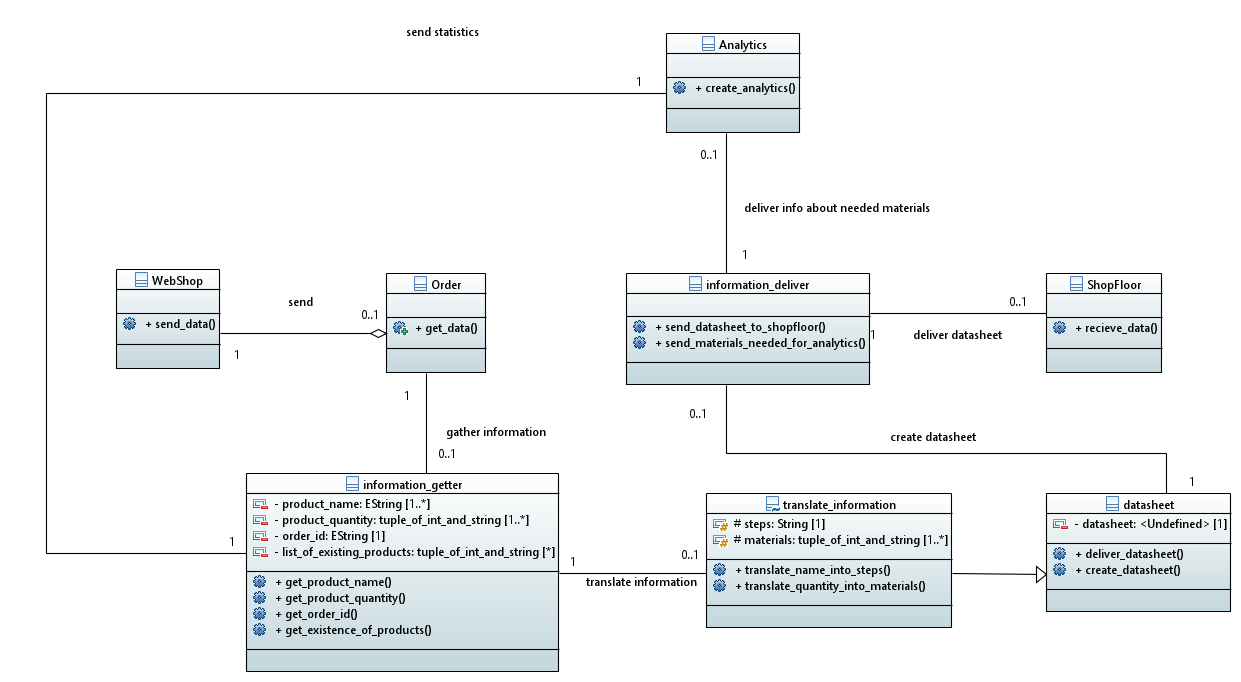 send statistics
Analytics
1
+ create_analytics()
0..1
deliver info about needed materials
1
WebShop
+ send_data()
send
0..1
1
Order
+ get_data()
information_deliver
+ send_datasheet_to_shopfloor()
+ send_materials_needed_for_analytics()
0..1
1
deliver datasheet
ShopFloor
+ recieve_data()
1
gather information
0..1
0..1
create datasheet
1
information_getter
- product_name: EString [1..*]
- product_quantity: tuple_of_int_and_string [1..*]
- order_id: EString [1]
- list_of_existing_products: tuple_of_int_and_string [*]
+ get_product_name()
+ get_product_quantity()
+ get_order_id()
+ get_existence_of_products()
1
1
0..1
translate information
translate_information
# steps: String [1]
# materials: tuple_of_int_and_string [1..*]
+ translate_name_into_steps()
+ translate_quantity_into_materials()
datasheet
- datasheet: <Undefined> [1]
+ deliver_datasheet()
+ create_datasheet()